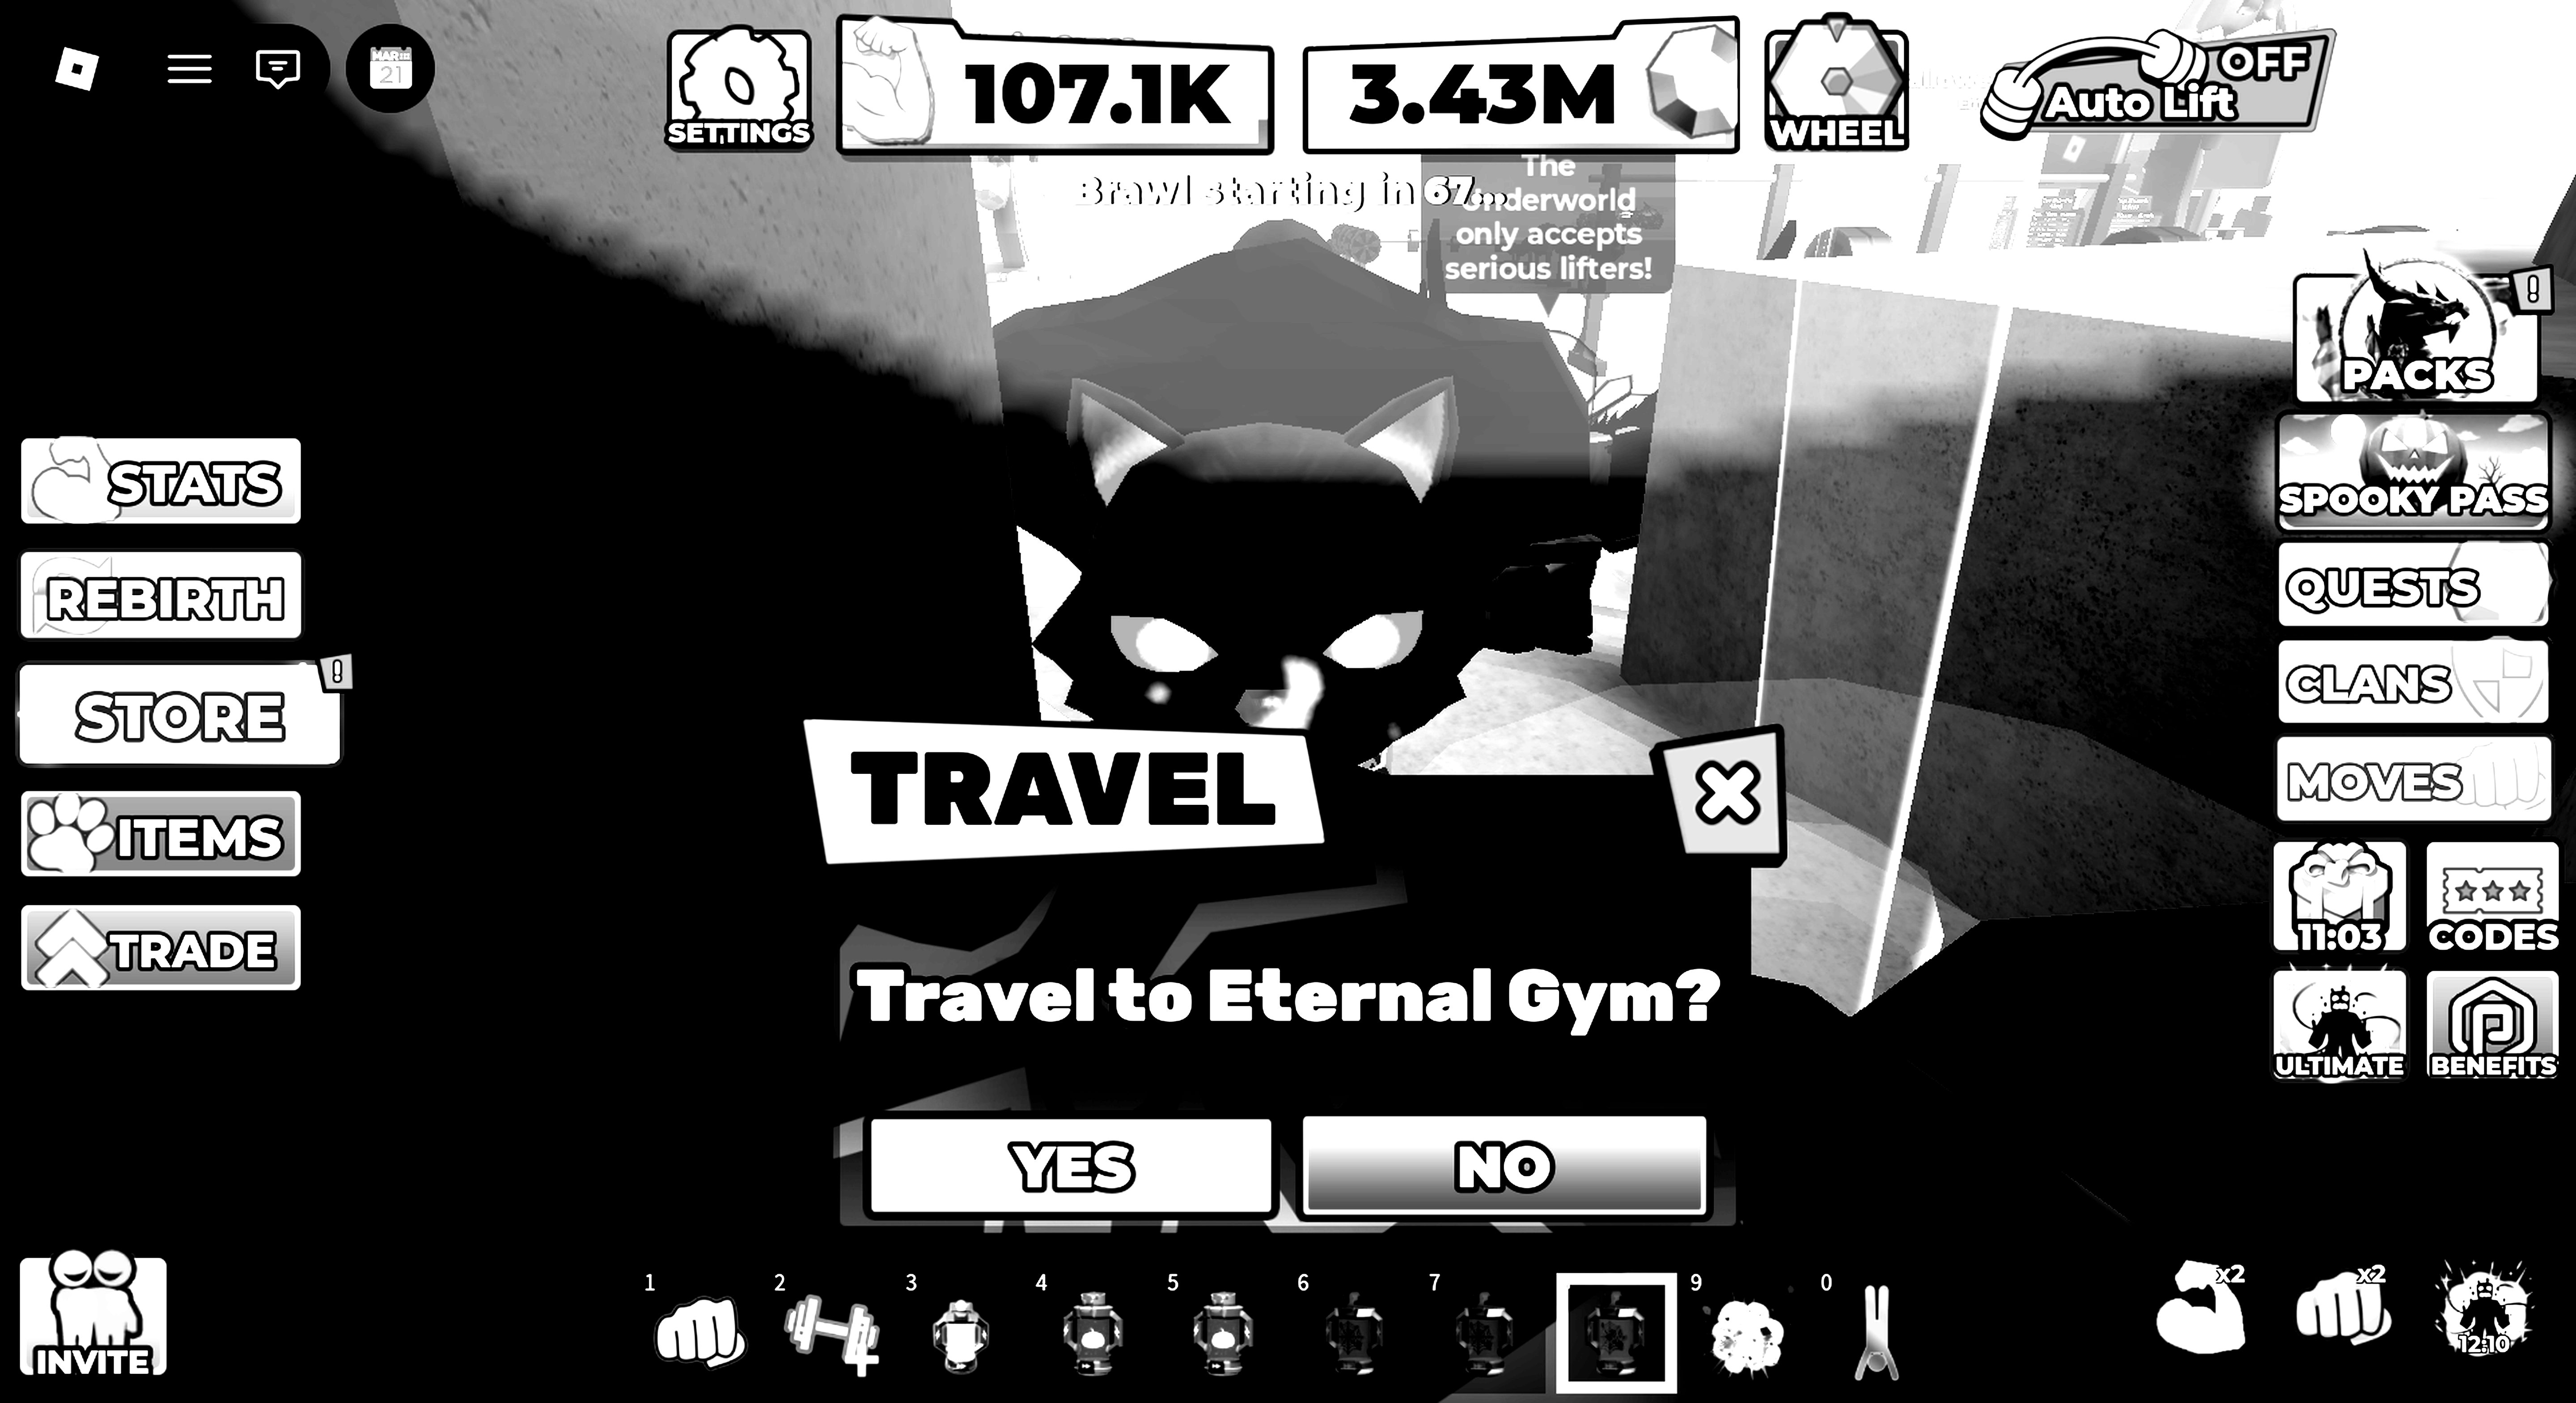 MAR
21
SETTINGS
107.1K
3.43M
WHEEL
OFF
Auto Lift
Brawl starting in 67...
The
Underworld
only accepts
serious lifters!
STATS
REBIRTH
!
STORE
ITEMS
TRADE
INVITE
!
PACKS
SPOOKY PASS
QUESTS
CLANS
MOVES
11:03
CODES
ULTIMATE
BENEFITS
TRAVEL
Travel to Eternal Gym?
YES
NO
1
2
3
4
5
6
7
9
0
x2
x2
12:10